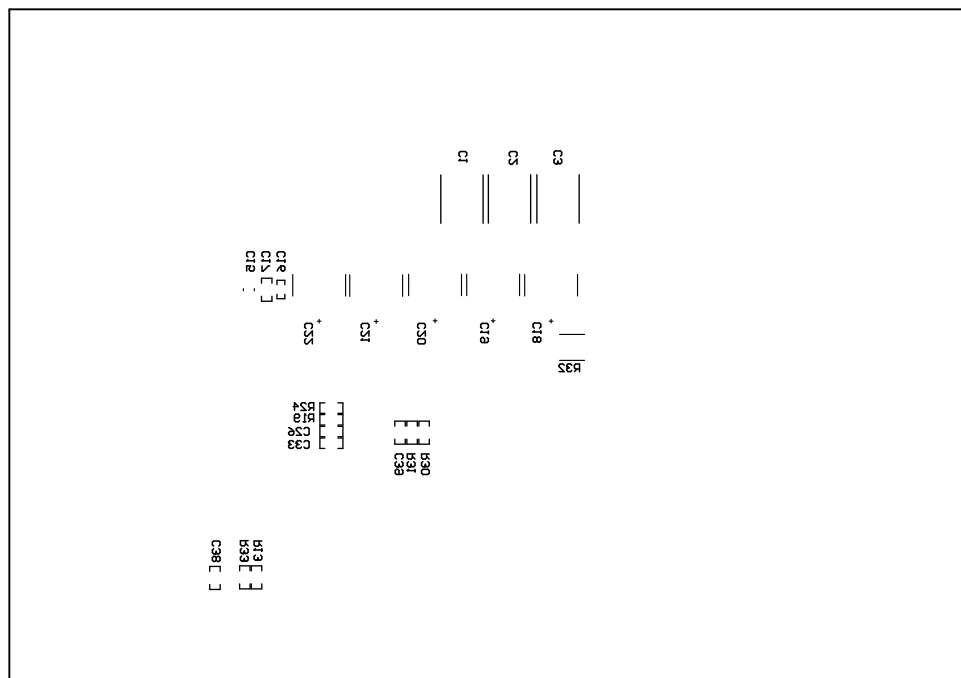 C1
C2
C3
C15
C17
C16
C22
+
C21
+
C20
+
C19
+
C18
+
R32
R24
R19
C26
C33
C39
R31
R30
C38
R33
R13